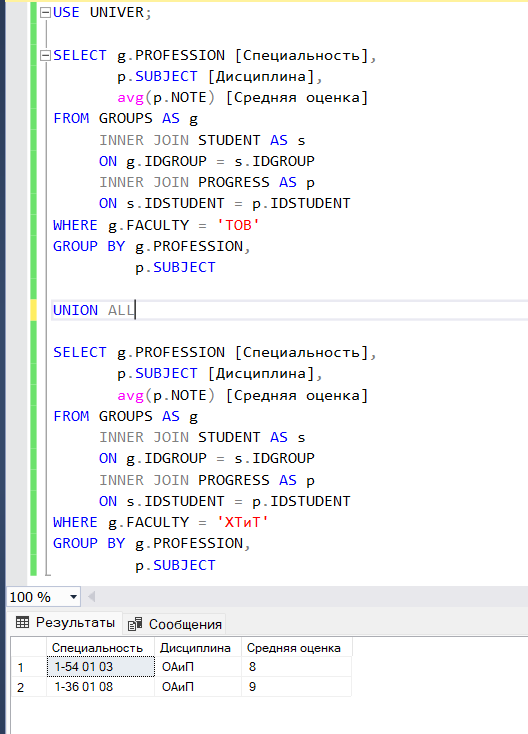 USE UNIVER;
SELECT g.PROFESSION [Специальность],
p.SUBJECT [Дисциплина],
avg(p.NOTE) [Средняя оценка]
FROM GROUPS AS g
INNER JOIN STUDENT AS s
ON g.IDGROUP = s.IDGROUP
INNER JOIN PROGRESS AS p
ON s.IDSTUDENT = p.IDSTUDENT
WHERE g.FACULTY = 'ТОВ'
GROUP BY g.PROFESSION,
p.SUBJECT
UNION ALL
SELECT g.PROFESSION [Специальность],
p.SUBJECT [Дисциплина],
avg(p.NOTE) [Средняя оценка]
FROM GROUPS AS g
INNER JOIN STUDENT AS s
ON g.IDGROUP = s.IDGROUP
INNER JOIN PROGRESS AS p
ON s.IDSTUDENT = p.IDSTUDENT
WHERE g.FACULTY = 'ХТиТ'
GROUP BY g.PROFESSION,
p.SUBJECT
100 %
Результаты Сообщения
Специальность Дисциплина Средняя оценка
1 1-54 01 03 ОАиП 8
2 1-36 01 08 ОАиП 9